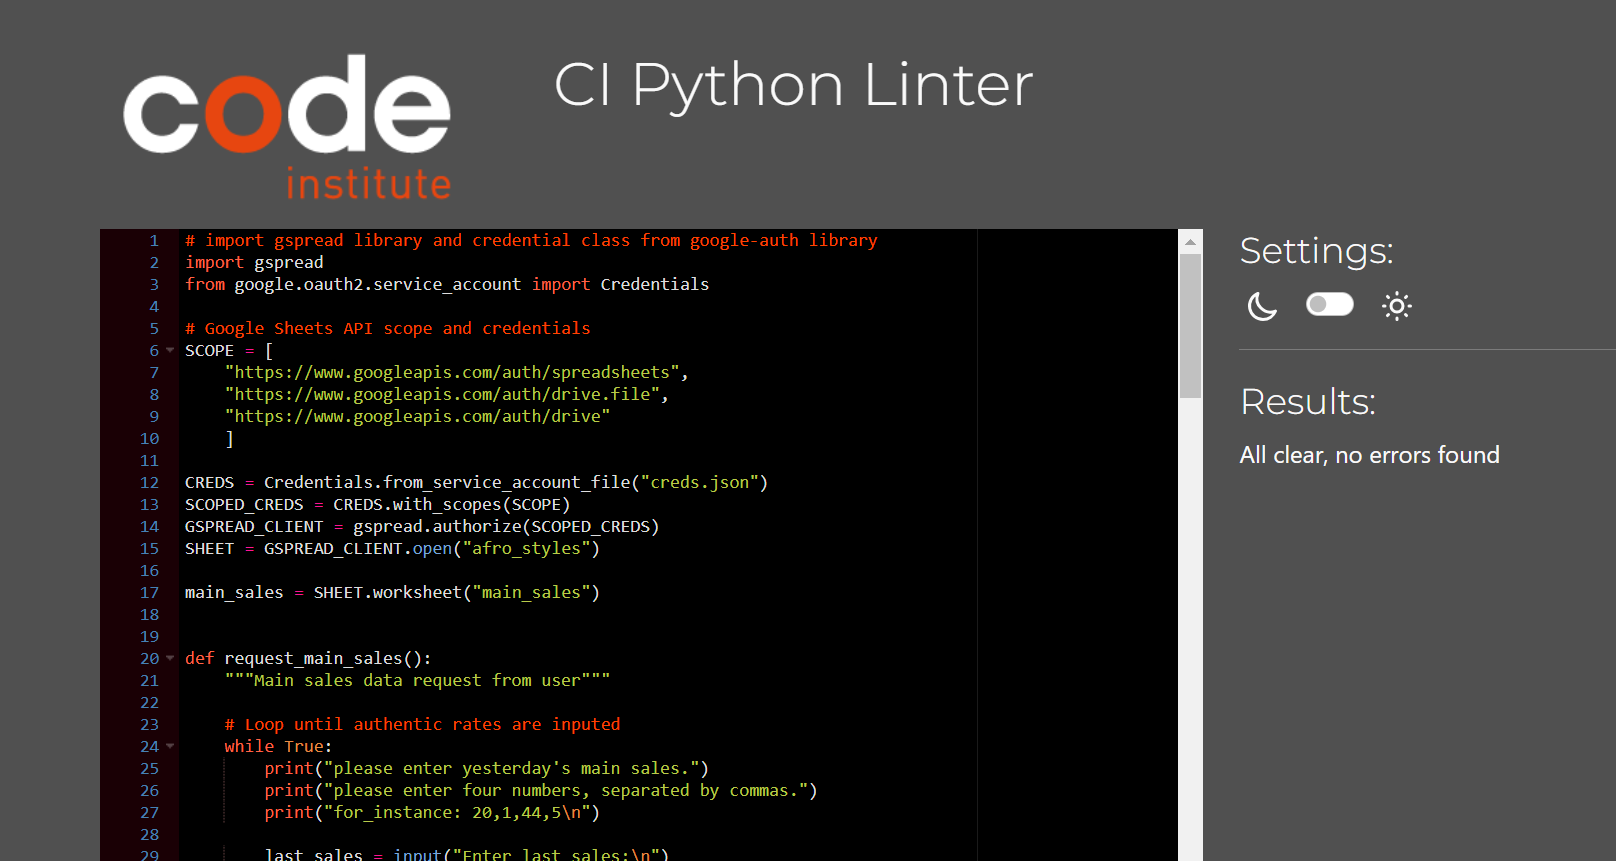 code
institute
CI Python Linter
1 # import gspread library and credential class from google-auth library
2 import gspread
3 from google.oauth2.service_account import Credentials
4
5 # Google Sheets API scope and credentials
6 SCOPE = [
7     "https://www.googleapis.com/auth/spreadsheets",
8     "https://www.googleapis.com/auth/drive.file",
9     "https://www.googleapis.com/auth/drive"
10     ]
11
12 CREDS = Credentials.from_service_account_file("creds.json")
13 SCOPED_CREDS = CREDS.with_scopes(SCOPE)
14 GSPREAD_CLIENT = gspread.authorize(SCOPED_CREDS)
15 SHEET = GSPREAD_CLIENT.open("afro_styles")
16
17 main_sales = SHEET.worksheet("main_sales")
18
19
20 def request_main_sales():
21     """Main sales data request from user"""
22
23     # Loop until authentic rates are inputed
24     while True:
25         print("please enter yesterday's main sales.")
26         print("please enter four numbers, separated by commas.")
27         print("for_instance: 20,1,44,5\n")
28
29         last_sales = input("Enter last sales:\n")
Settings:
Results:
All clear, no errors found